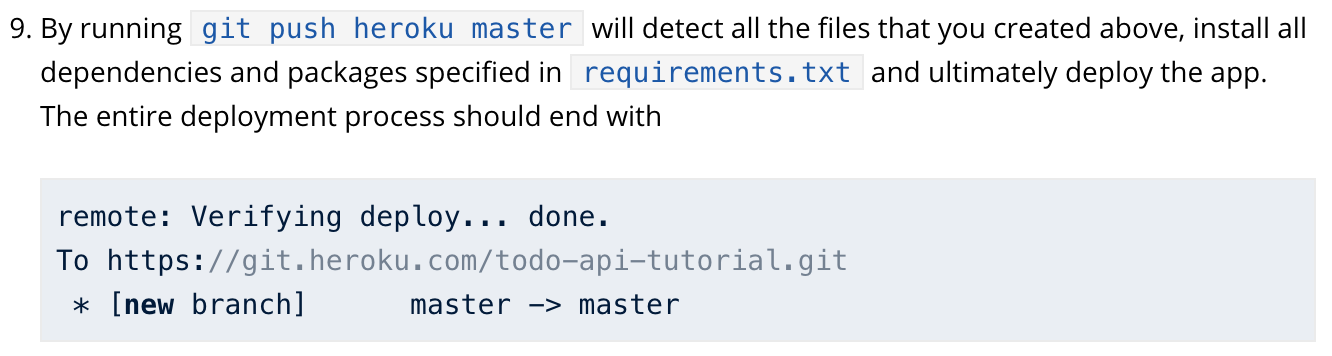 9. By running git push heroku master will detect all the files that you created above, install all
dependencies and packages specified in requirements.txt and ultimately deploy the app.
The entire deployment process should end with
remote: Verifying deploy... done.
To https://git.heroku.com/todo-api-tutorial.git
 * [new branch]      master -> master